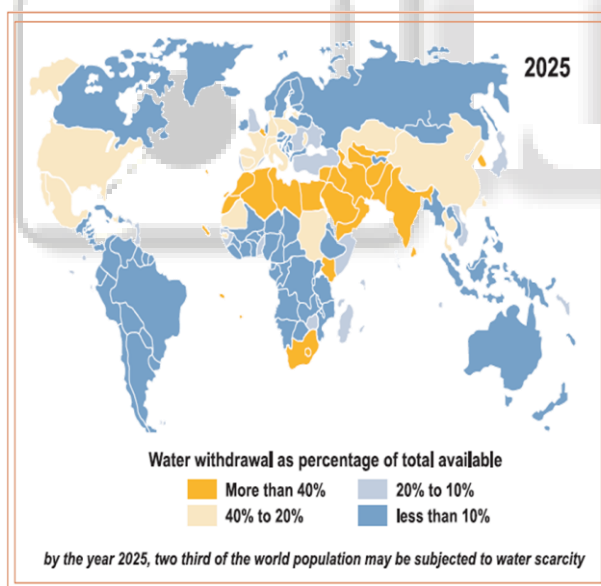 2025
Water withdrawal as percentage of total available
More than 40%
20% to 10%
40% to 20%
less than 10%
by the year 2025, two third of the world population may be subjected to water scarcity